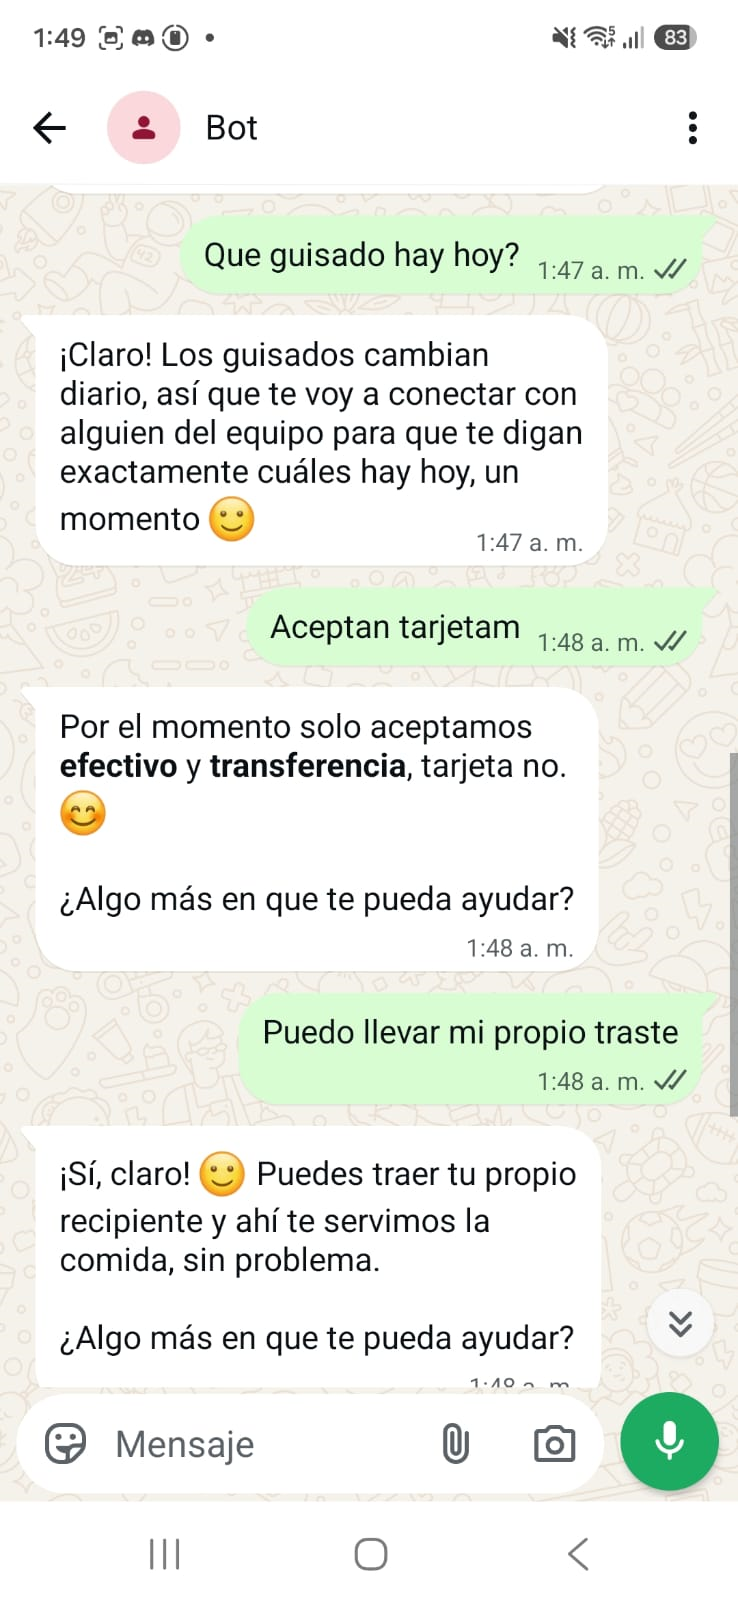 1:49
83
Bot
Que guisado hay hoy?
1:47 a. m.
¡Claro! Los guisados cambian
diario, así que te voy a conectar con
alguien del equipo para que te digan
exactamente cuáles hay hoy, un
momento 🙂
1:47 a. m.
Aceptan tarjetam
1:48 a. m.
Por el momento solo aceptamos
efectivo y transferencia, tarjeta no.
😊
¿Algo más en que te pueda ayudar?
1:48 a. m.
Puedo llevar mi propio traste
1:48 a. m.
¡Sí, claro! 🙂 Puedes traer tu propio
recipiente y ahí te servimos la
comida, sin problema.
¿Algo más en que te pueda ayudar?
Mensaje